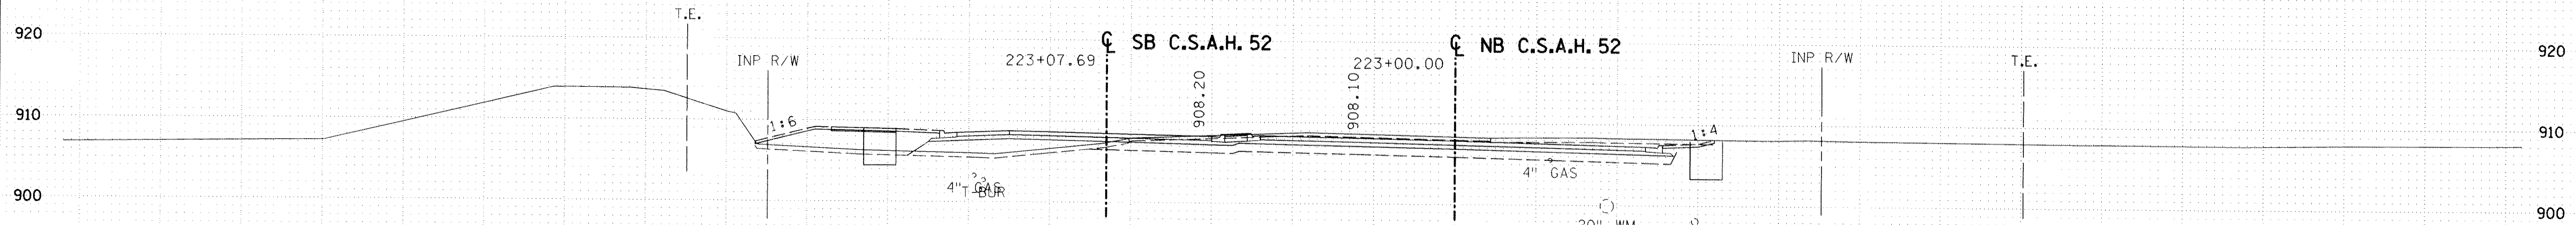 T.E.
920
℄ SB C.S.A.H. 52
℄ NB C.S.A.H. 52
920
INP R/W
223+07.69
908.20
908.10
223+00.00
INP R/W
T.E.
910
1:6
1:4
910
4" GAS
T-BUR
4" GAS
900
900